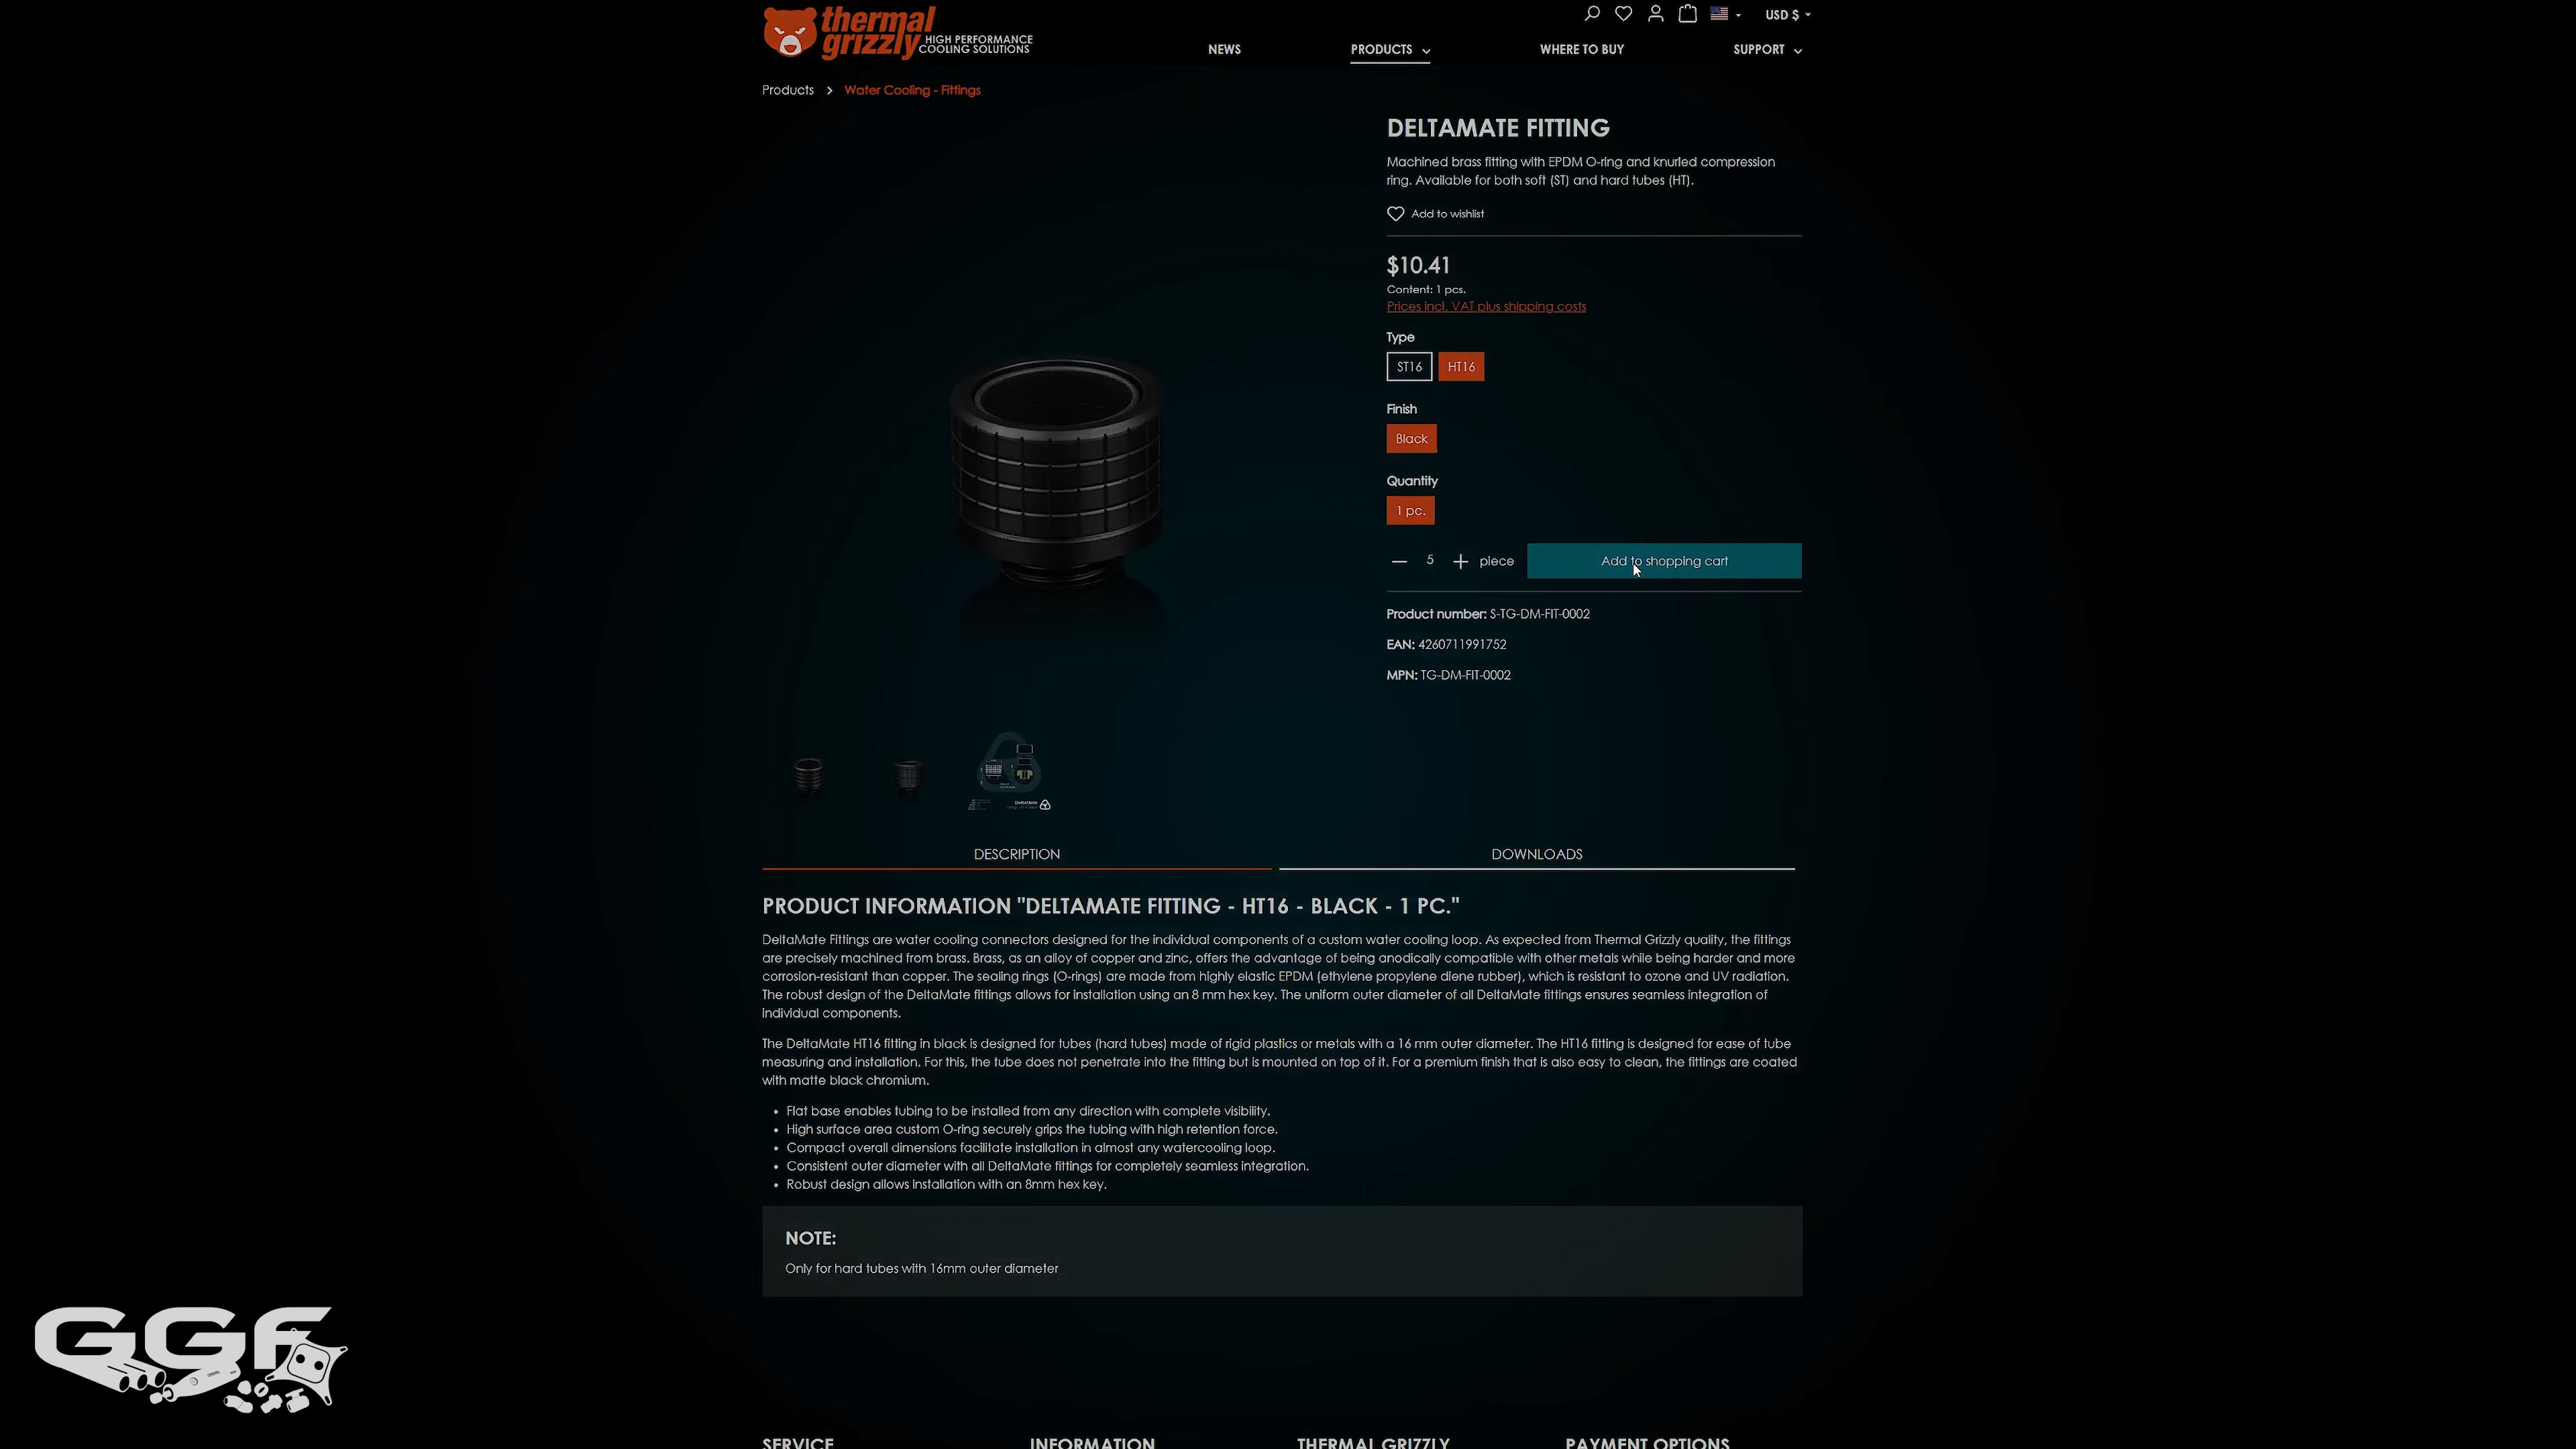 thermal
grizzly
HIGH PERFORMANCE
COOLING SOLUTIONS
USD $
NEWS
PRODUCTS
WHERE TO BUY
SUPPORT
Products
Water Cooling - Fittings
DELTAMATE FITTING
Machined brass fitting with EPDM O-ring and knurled compression
ring. Available for both soft (ST) and hard tubes (HT).
Add to wishlist
$10.41
Content: 1 pcs.
Prices incl. VAT plus shipping costs
Type
ST16 HT16
Finish
Black
Quantity
1 pc.
5 piece Add to shopping cart
Product number: S-TG-DM-FIT-0002
EAN: 4260711991752
MPN: TG-DM-FIT-0002
DeltaMate
DESCRIPTION
DOWNLOADS
PRODUCT INFORMATION "DELTAMATE FITTING - HT16 - BLACK - 1 PC."
DeltaMate Fittings are water cooling connectors designed for the individual components of a custom water cooling loop. As expected from Thermal Grizzly quality, the fittings
are precisely machined from brass. Brass, as an alloy of copper and zinc, offers the advantage of being anodically compatible with other metals while being harder and more
corrosion-resistant than copper. The sealing rings (O-rings) are made from highly elastic EPDM (ethylene propylene diene rubber), which is resistant to ozone and UV radiation.
The robust design of the DeltaMate fittings allows for installation using an 8 mm hex key. The uniform outer diameter of all DeltaMate fittings ensures seamless integration of
individual components.
The DeltaMate HT16 fitting in black is designed for tubes (hard tubes) made of rigid plastics or metals with a 16 mm outer diameter. The HT16 fitting is designed for ease of tube
measuring and installation. For this, the tube does not penetrate into the fitting but is mounted on top of it. For a premium finish that is also easy to clean, the fittings are coated
with matte black chromium.
• Flat base enables tubing to be installed from any direction with complete visibility.
• High surface area custom O-ring securely grips the tubing with high retention force.
• Compact overall dimensions facilitate installation in almost any watercooling loop.
• Consistent outer diameter with all DeltaMate fittings for completely seamless integration.
• Robust design allows installation with an 8mm hex key.
NOTE:
Only for hard tubes with 16mm outer diameter
GGF
SERVICE
INFORMATION
THERMAL GRIZZLY
PAYMENT OPTIONS